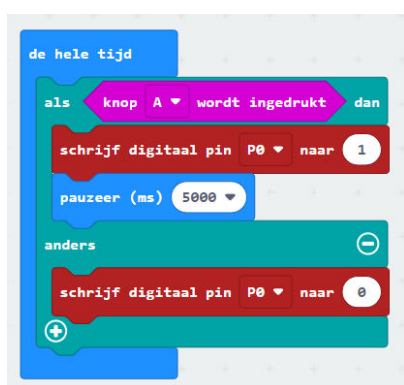 de hele tijd
als knop A wordt ingedrukt dan
schrijf digitaal pin P0 naar 1
pauzeer (ms) 5000
anders
schrijf digitaal pin P0 naar 0